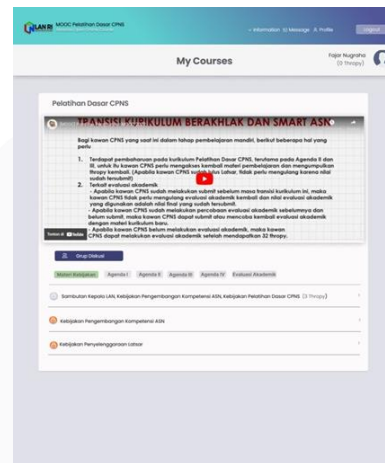 LAN RI MOOC Pelatihan Dasar CPNS
Information Message Profile Logout
My Courses
Fajar Nugraha
(0 Thropy)
Pelatihan Dasar CPNS
TRANSISI KURIKULUM BERAKHLAK DAN SMART ASN
Bagi kawan CPNS yang saat ini dalam tahap pembelajaran mandiri, berikut beberapa hal yang
perlu
1. Terdapat pembaharuan pada kurikulum Pelatihan Dasar CPNS, terutama pada Agenda II dan
III, untuk itu kawan CPNS perlu mengakses kembali materi pembelajaran dan mengumpulkan
thropy kembali. (Apabila kawan CPNS sudah lulus Latsar, tidak perlu mengulang karena nilai
sudah tersubmit)
2. Terkait evaluasi akademik
- Apabila kawan CPNS sudah melakukan submit sebelum masa transisi kurikulum ini, maka
kawan CPNS tidak perlu mengulang evaluasi akademik kembali dan nilai evaluasi akademik
yang digunakan adalah nilai final yang sudah tersubmit.
- Apabila kawan CPNS sudah melakukan percobaan evaluasi akademik sebelumnya dan
belum submit, maka kawan CPNS dapat submit atau mencoba kembali evaluasi akademik
dengan materi kurikulum baru.
- Apabila kawan CPNS belum melakukan evaluasi akademik, maka kawan
CPNS dapat melakukan evaluasi akademik setelah mendapatkan 32 thropy.
Tonton di YouTube
Grup Diskusi
Materi Kebijakan Agenda I Agenda II Agenda III Agenda IV Evaluasi Akademik
Sambutan Kepala LAN, Kebijakan Pengembangan Kompetensi ASN, Kebijakan Pelatihan Dasar CPNS (3 Thropy)
Kebijakan Pengembangan Kompetensi ASN
Kebijakan Penyelenggaraan Latsar